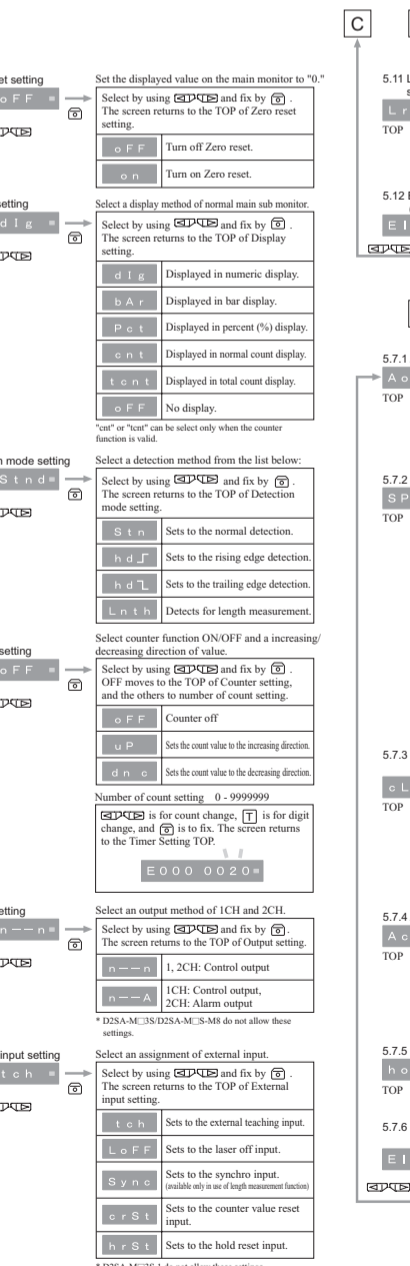 C
et setting
o F F =
Set the displayed value on the main monitor to "0."
Select by using and fix by .
The screen returns to the TOP of Zero reset
setting.
o F F Turn off Zero reset.
o n Turn on Zero reset.
etting
d I g =
Select a display method of normal main sub monitor.
Select by using and fix by .
The screen returns to the TOP of Display
setting.
d I g Displayed in numeric display.
b A r Displayed in bar display.
P c t Displayed in percent (%) display.
c n t Displayed in normal count display.
t c n t Displayed in total count display.
o F F No display.
"cnt" or "tcnt" can be select only when the counter
function is valid.
n mode setting
S t n d =
Select a detection method from the list below:
Select by using and fix by .
The screen returns to the TOP of Detection
mode setting.
S t n Sets to the normal detection.
h d Sets to the rising edge detection.
h d Sets to the trailing edge detection.
L n t h Detects for length measurement.
setting
o F F =
Select counter function ON/OFF and a increasing/
decreasing direction of value.
Select by using and fix by .
OFF moves to the TOP of Counter setting,
and the others to number of count setting.
o F F Counter off
u P Sets the count value to the increasing direction.
d n c Sets the count value to the decreasing direction.
Number of count setting 0 - 9999999
is for count change, T is for digit
change, and is to fix. The screen returns
to the Timer Setting TOP.
E 0 0 0 0 0 2 0 =
etting
n — — n =
Select an output method of 1CH and 2CH.
Select by using and fix by .
The screen returns to the TOP of Output setting.
n — — n 1, 2CH: Control output
n — — A 1CH: Control output,
2CH: Alarm output
* D2SA-M□3S/D2SA-M□S-M8 do not allow these
settings.
input setting
t c h =
Select an assignment of external input.
Select by using and fix by .
The screen returns to the TOP of External
input setting.
t c h Sets to the external teaching input.
L o F F Sets to the laser off input.
S y n c Sets to the synchro input.
(available only in use of length measurement function)
c r S t Sets to the counter value reset
input.
h r S t Sets to the hold reset input.
5.11 L
s
L r
TOP
5.12 E
E I
5.7.1
A o
TOP
5.7.2
S P
TOP
5.7.3
c L
TOP
5.7.4
A c
TOP
5.7.5
h o
TOP
5.7.6
E I